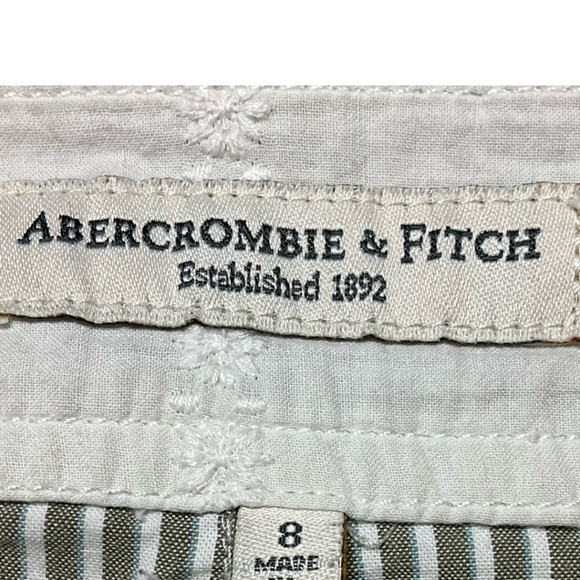 ABERCROMBIE & FITCH
Established 1892
8
MADE